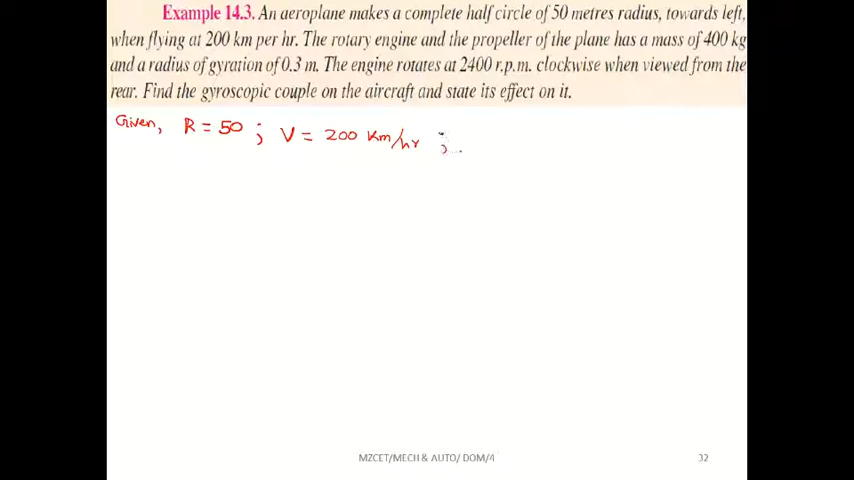 Example 14.3. An aeroplane makes a complete half circle of 50 metres radius, towards left,
when flying at 200 km per hr. The rotary engine and the propeller of the plane has a mass of 400 kg
and a radius of gyration of 0.3 m. The engine rotates at 2400 r.p.m. clockwise when viewed from the
rear. Find the gyroscopic couple on the aircraft and state its effect on it.
Given, R = 50 ; V = 200 Km/hr ;
MZCET/MECH & AUTO/ DOM/4 32